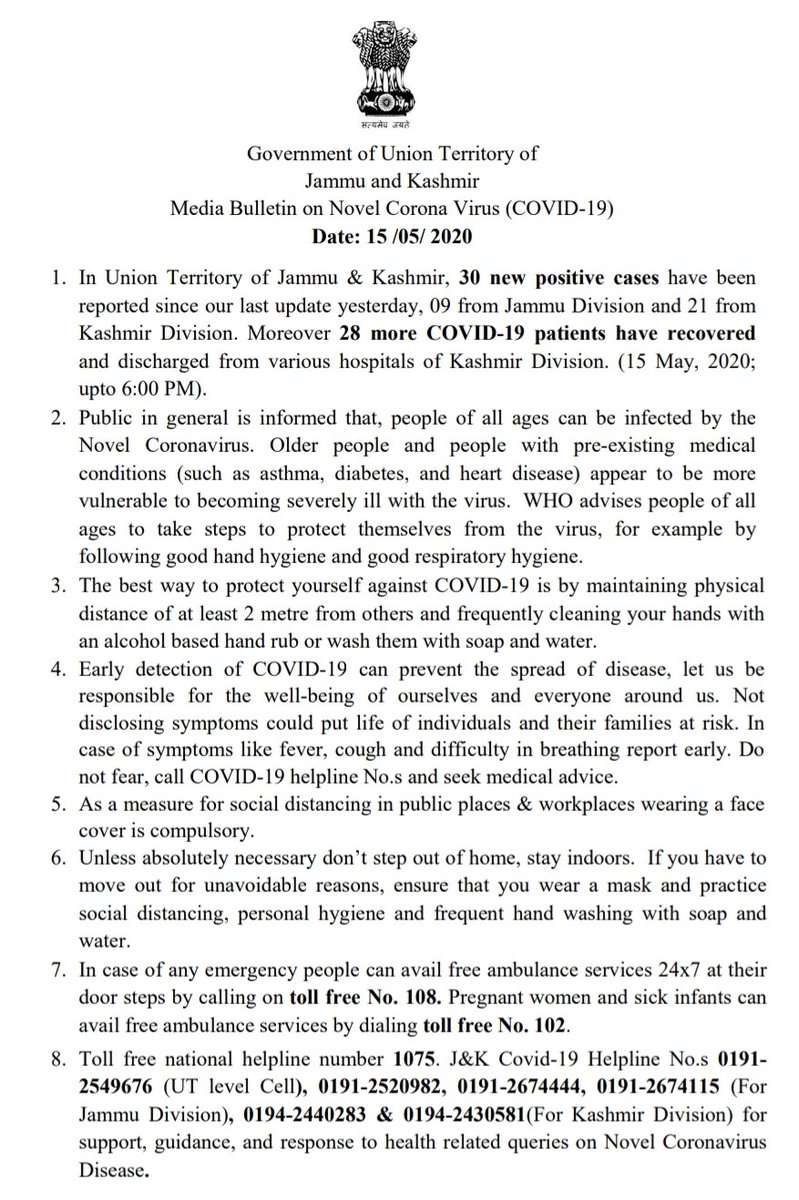 सत्यमेव जयते
Government of Union Territory of
Jammu and Kashmir
Media Bulletin on Novel Corona Virus (COVID-19)
Date: 15 /05/ 2020
1. In Union Territory of Jammu & Kashmir, 30 new positive cases have been
reported since our last update yesterday, 09 from Jammu Division and 21 from
Kashmir Division. Moreover 28 more COVID-19 patients have recovered
and discharged from various hospitals of Kashmir Division. (15 May, 2020;
upto 6:00 PM).
2. Public in general is informed that, people of all ages can be infected by the
Novel Coronavirus. Older people and people with pre-existing medical
conditions (such as asthma, diabetes, and heart disease) appear to be more
vulnerable to becoming severely ill with the virus. WHO advises people of all
ages to take steps to protect themselves from the virus, for example by
following good hand hygiene and good respiratory hygiene.
3. The best way to protect yourself against COVID-19 is by maintaining physical
distance of at least 2 metre from others and frequently cleaning your hands with
an alcohol based hand rub or wash them with soap and water.
4. Early detection of COVID-19 can prevent the spread of disease, let us be
responsible for the well-being of ourselves and everyone around us. Not
disclosing symptoms could put life of individuals and their families at risk. In
case of symptoms like fever, cough and difficulty in breathing report early. Do
not fear, call COVID-19 helpline No.s and seek medical advice.
5. As a measure for social distancing in public places & workplaces wearing a face
cover is compulsory.
6. Unless absolutely necessary don’t step out of home, stay indoors. If you have to
move out for unavoidable reasons, ensure that you wear a mask and practice
social distancing, personal hygiene and frequent hand washing with soap and
water.
7. In case of any emergency people can avail free ambulance services 24x7 at their
door steps by calling on toll free No. 108. Pregnant women and sick infants can
avail free ambulance services by dialing toll free No. 102.
8. Toll free national helpline number 1075. J&K Covid-19 Helpline No.s 0191-
2549676 (UT level Cell), 0191-2520982, 0191-2674444, 0191-2674115 (For
Jammu Division), 0194-2440283 & 0194-2430581(For Kashmir Division) for
support, guidance, and response to health related queries on Novel Coronavirus
Disease.